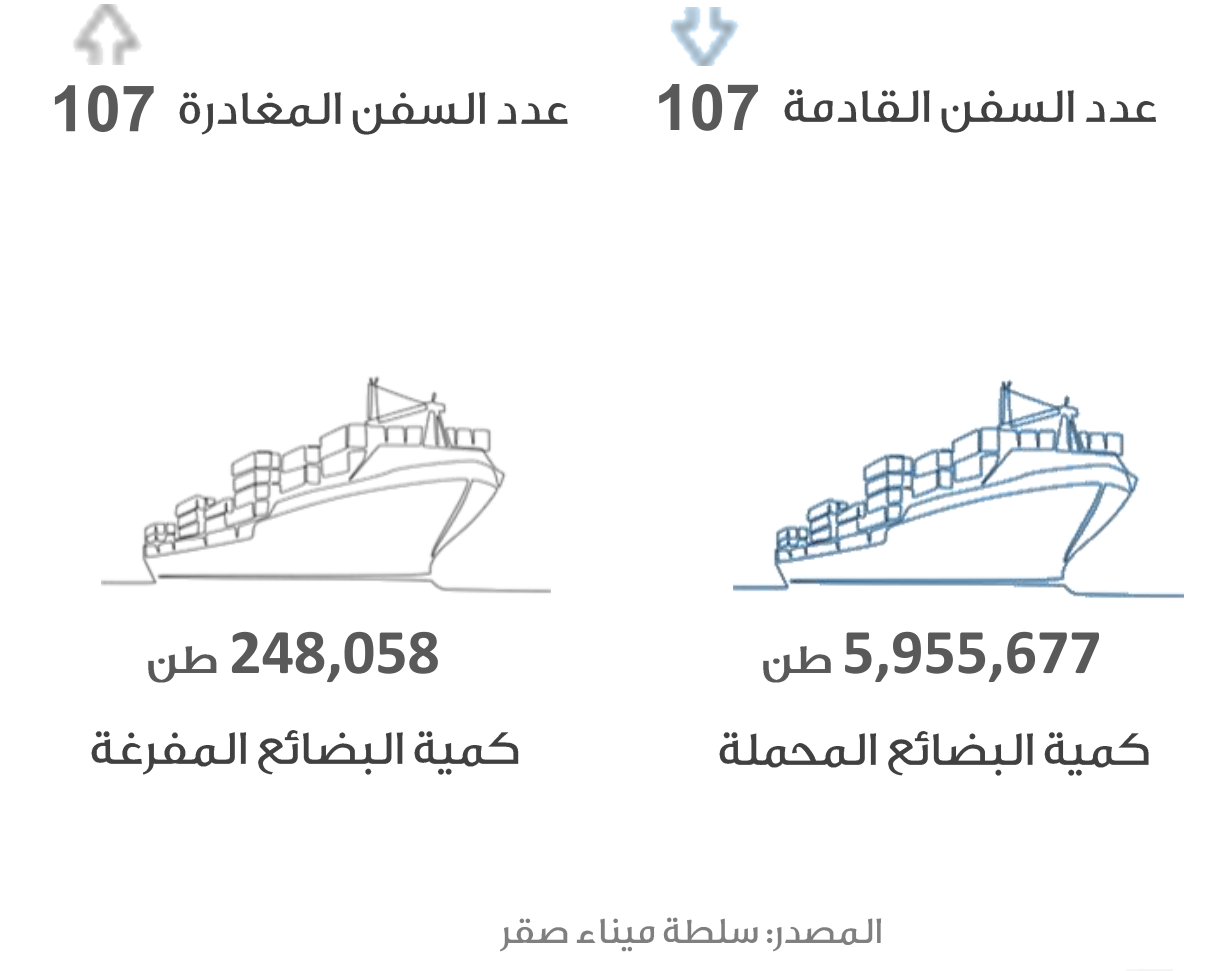 عدد السفن القادمة 107
عدد السفن المغادرة 107
5,955,677 طن
كمية البضائع المحملة
248,058 طن
كمية البضائع المفرغة
المصدر: سلطة ميناء صقر